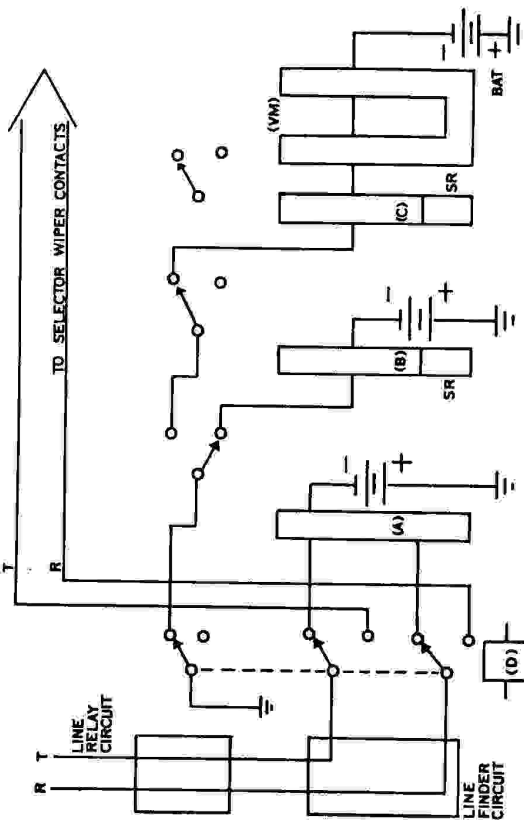 T
R
TO SELECTOR WIPER CONTACTS
R
T
LINE
RELAY
CIRCUIT
LINE
FINDER
CIRCUIT
(D)
(A)
-
+
(B)
SR
-
+
(C)
SR
(VM)
-
+
BAT